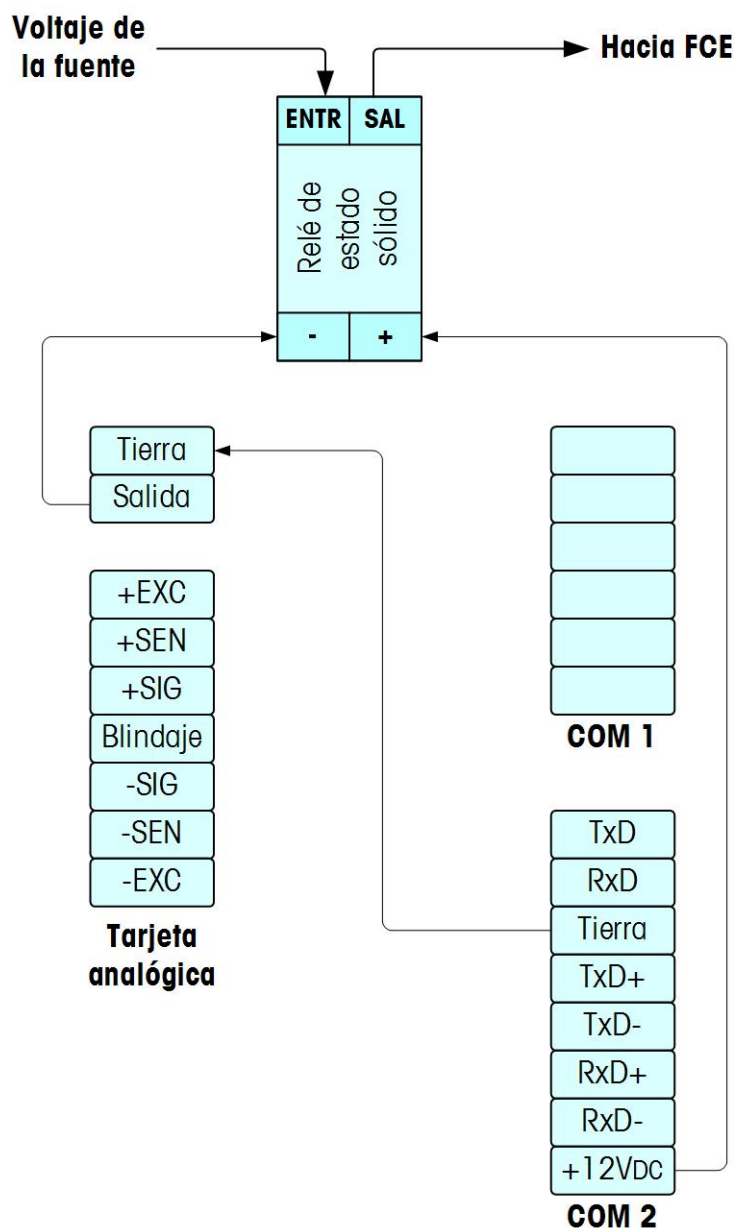 Voltaje de
la fuente
Hacia FCE
ENTR
SAL
Relé de
estado
sólido
-
+
Tierra
Salida
+EXC
+SEN
+SIG
Blindaje
-SIG
-SEN
-EXC
Tarjeta
analógica
COM 1
TxD
RxD
Tierra
TxD+
TxD-
RxD+
RxD-
+12VDC
COM 2